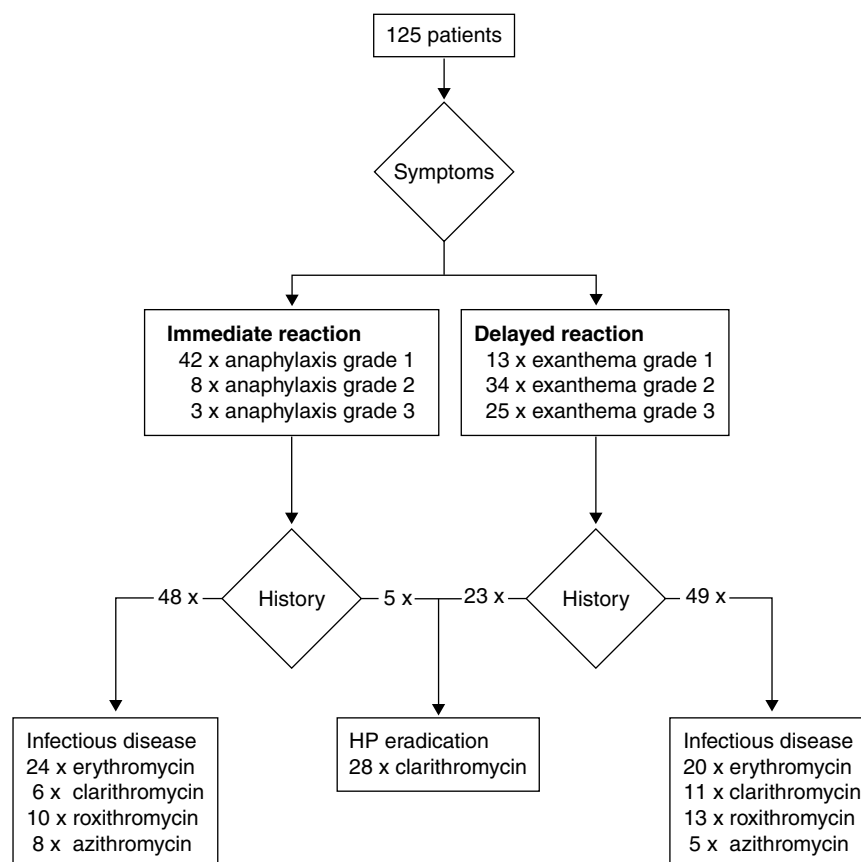 125 patients
Symptoms
Immediate reaction
42 x anaphylaxis grade 1
8 x anaphylaxis grade 2
3 x anaphylaxis grade 3
Delayed reaction
13 x exanthema grade 1
34 x exanthema grade 2
25 x exanthema grade 3
48 x
History
5 x
23 x
History
49 x
Infectious disease
24 x erythromycin
6 x clarithromycin
10 x roxithromycin
8 x azithromycin
HP eradication
28 x clarithromycin
Infectious disease
20 x erythromycin
11 x clarithromycin
13 x roxithromycin
5 x azithromycin